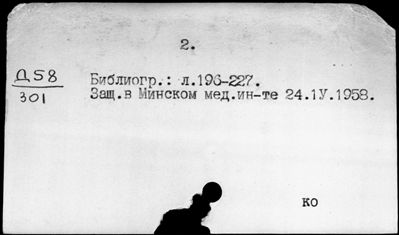 2.
Д58
301
Библиогр.: л.196-227.
Защ.в Минском мед.ин-те 24.1У.1958.
ко